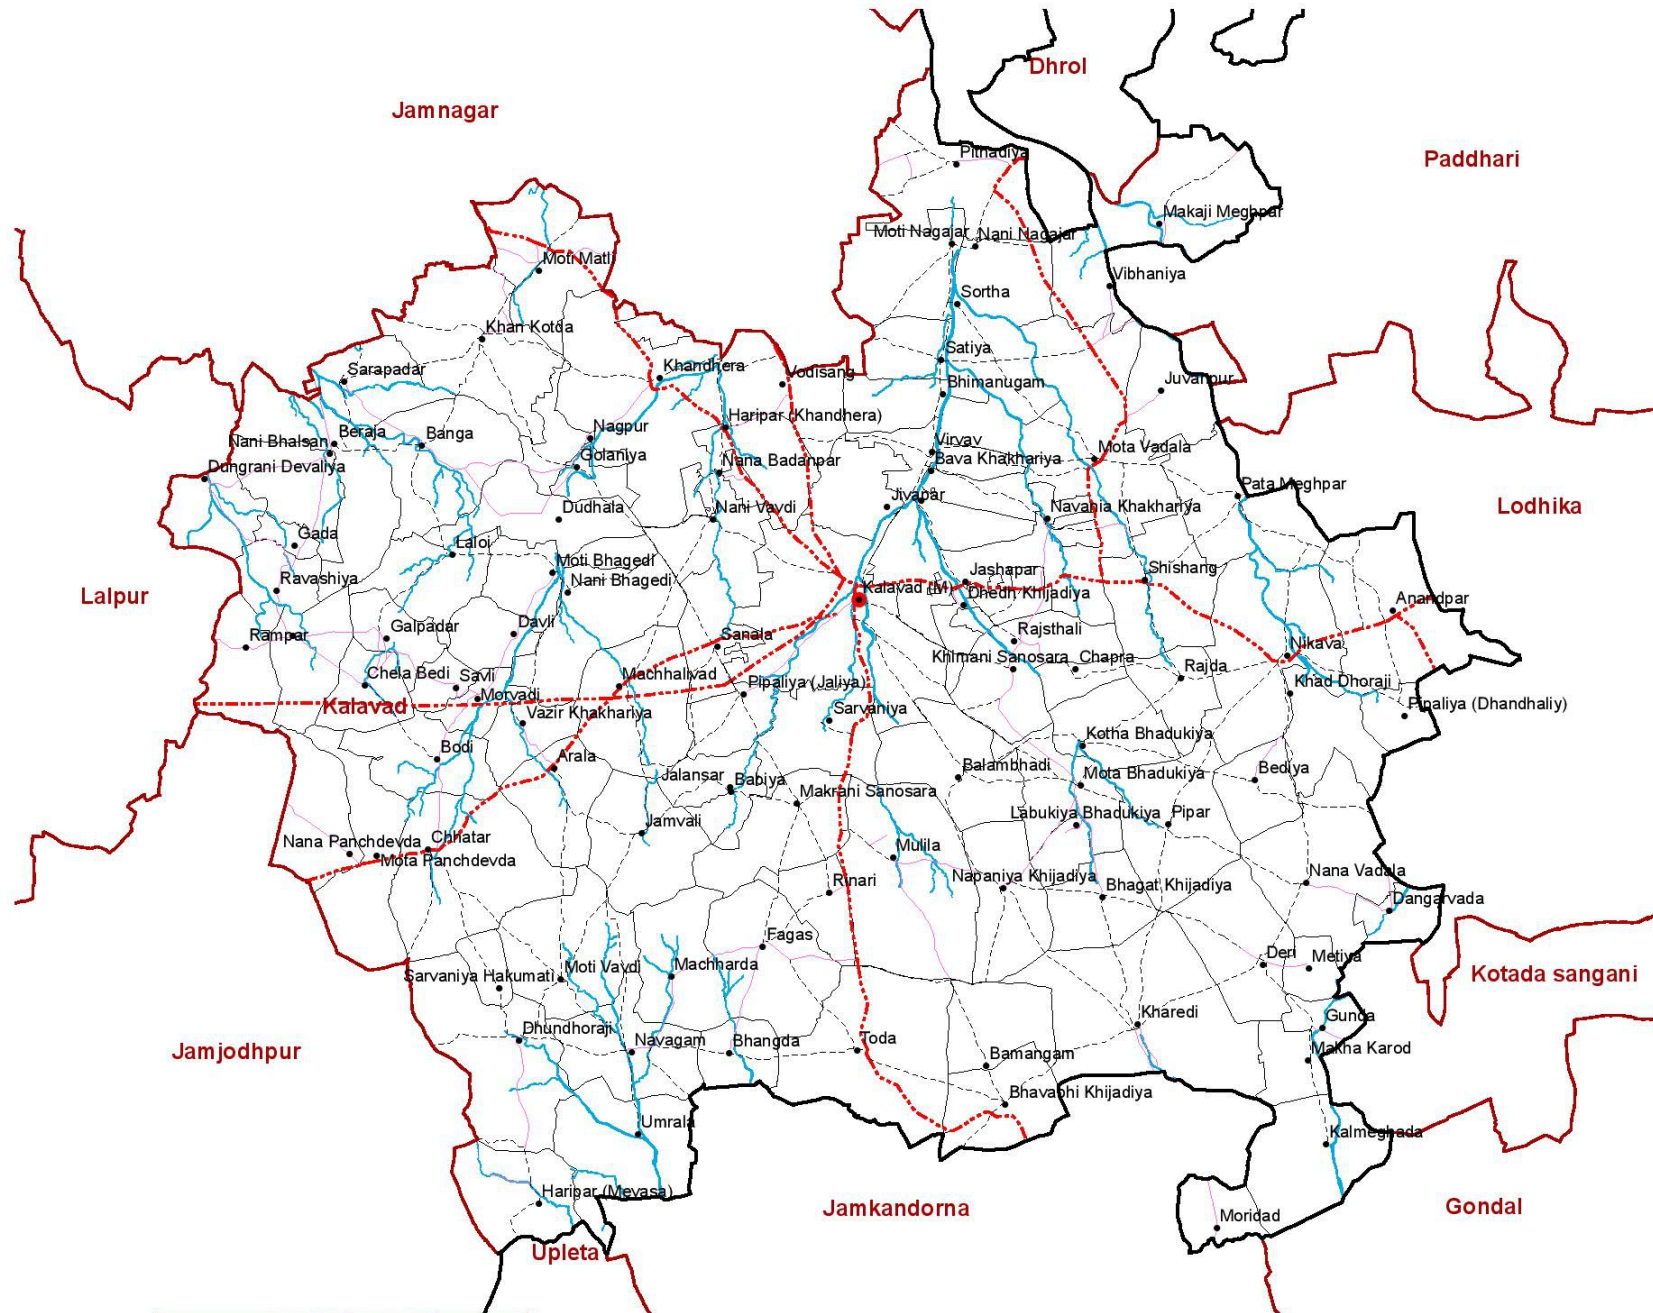 Dhrol
Jamnagar
Paddhari
Pithadiya
Makaji Meghpar
Moti Nagajar
Nani Nagajar
Moti Matli
Vibhaniya
Sortha
Khan Kotda
Satiya
Sarapadar
Khandhera
Vodisang
Bhimanugam
Juvanpur
Haripar (Khandhera)
Nani Bhalsan
Beraja
Banga
Nagpur
Virvav
Mota Vadala
Dungrani Devaliya
Golaniya
Nana Badanpar
Bava Khakhariya
Pata Meghpar
Jivapar
Lodhika
Dudhala
Nani Vavdi
Navania Khakhariya
Gada
Laloi
Moti Bhagedi
Ravashiya
Nani Bhagedi
Jashapar
Shishang
Lalpur
Kalavad (M)
Dhedh Khijadiya
Anandpar
Rampar
Galpadar
Davli
Sanala
Rajsthali
Nikava
Khimani Sanosara
Chapra
Rajda
Chela Bedi
Savli
Machhalivad
Pipaliya (Jaliya)
Khad Dhoraji
Morvadi
Kalavad
Vazir Khakhariya
Sarvaniya
Pipaliya (Dhandhaliy)
Kotha Bhadukiya
Bodi
Arala
Balambhadi
Bediya
Jalansar
Babiya
Mota Bhadukiya
Makrani Sanosara
Jamvali
Labukiya Bhadukiya
Pipar
Nana Panchdevda
Chhatar
Mota Panchdevda
Mulila
Rinari
Napaniya Khijadiya
Bhagat Khijadiya
Nana Vadala
Dangarvada
Fagas
Deri
Metiya
Sarvaniya Hakumati
Moti Vavdi
Machharda
Kotada sangani
Kharedi
Gunda
Dhundhoraji
Navagam
Bhangda
Toda
Makha Karod
Jamjodhpur
Bamangam
Bhavabhi Khijadiya
Umrala
Kalmeghada
Haripar (Mevasa)
Jamkandorna
Gondal
Moridad
Upleta